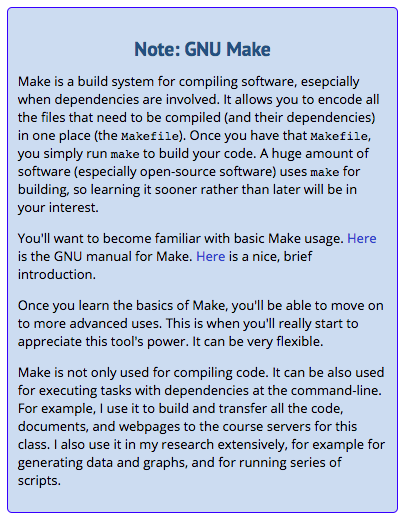 Note: GNU Make
Make is a build system for compiling software, esepcially
when dependencies are involved. It allows you to encode all
the files that need to be compiled (and their dependencies)
in one place (the Makefile). Once you have that Makefile,
you simply run make to build your code. A huge amount of
software (especially open-source software) uses make for
building, so learning it sooner rather than later will be in
your interest.
You'll want to become familiar with basic Make usage. Here
is the GNU manual for Make. Here is a nice, brief
introduction.
Once you learn the basics of Make, you'll be able to move on
to more advanced uses. This is when you'll really start to
appreciate this tool's power. It can be very flexible.
Make is not only used for compiling code. It can be also used
for executing tasks with dependencies at the command-line.
For example, I use it to build and transfer all the code,
documents, and webpages to the course servers for this
class. I also use it in my research extensively, for example for
generating data and graphs, and for running series of
scripts.